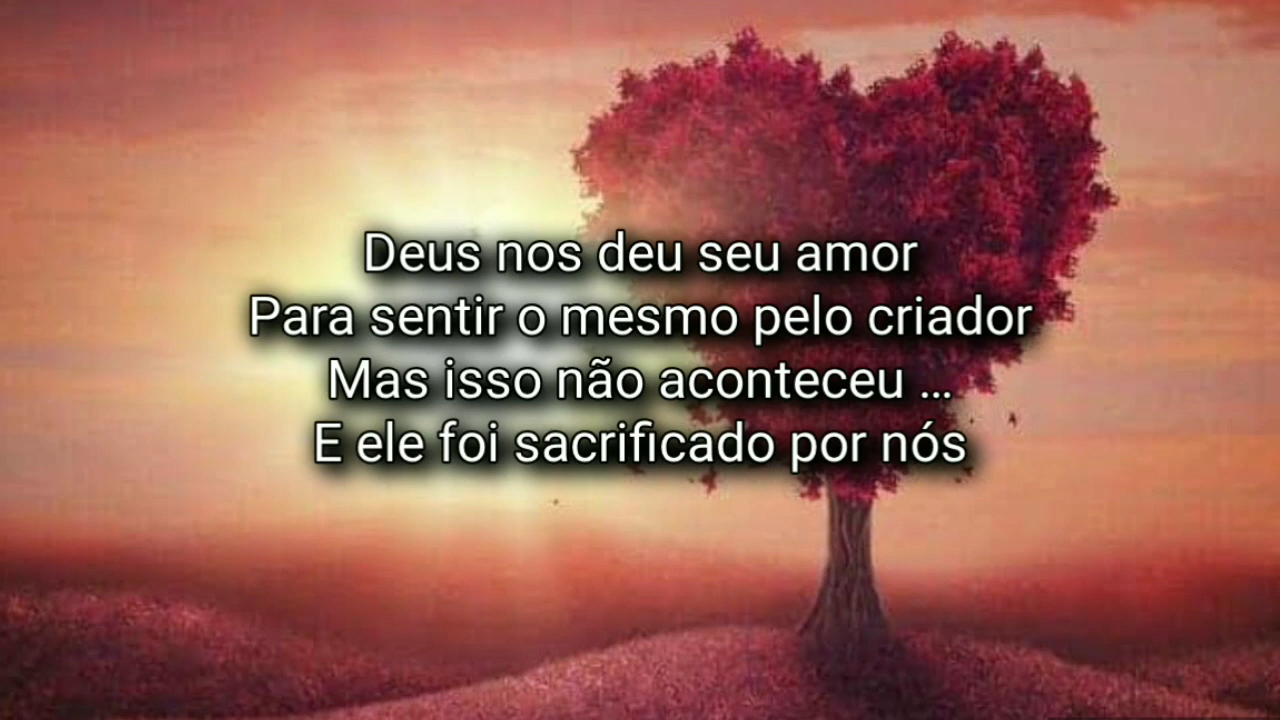 Deus nos deu seu amor
Para sentir o mesmo pelo criador
Mas isso não aconteceu ...
E ele foi sacrificado por nós